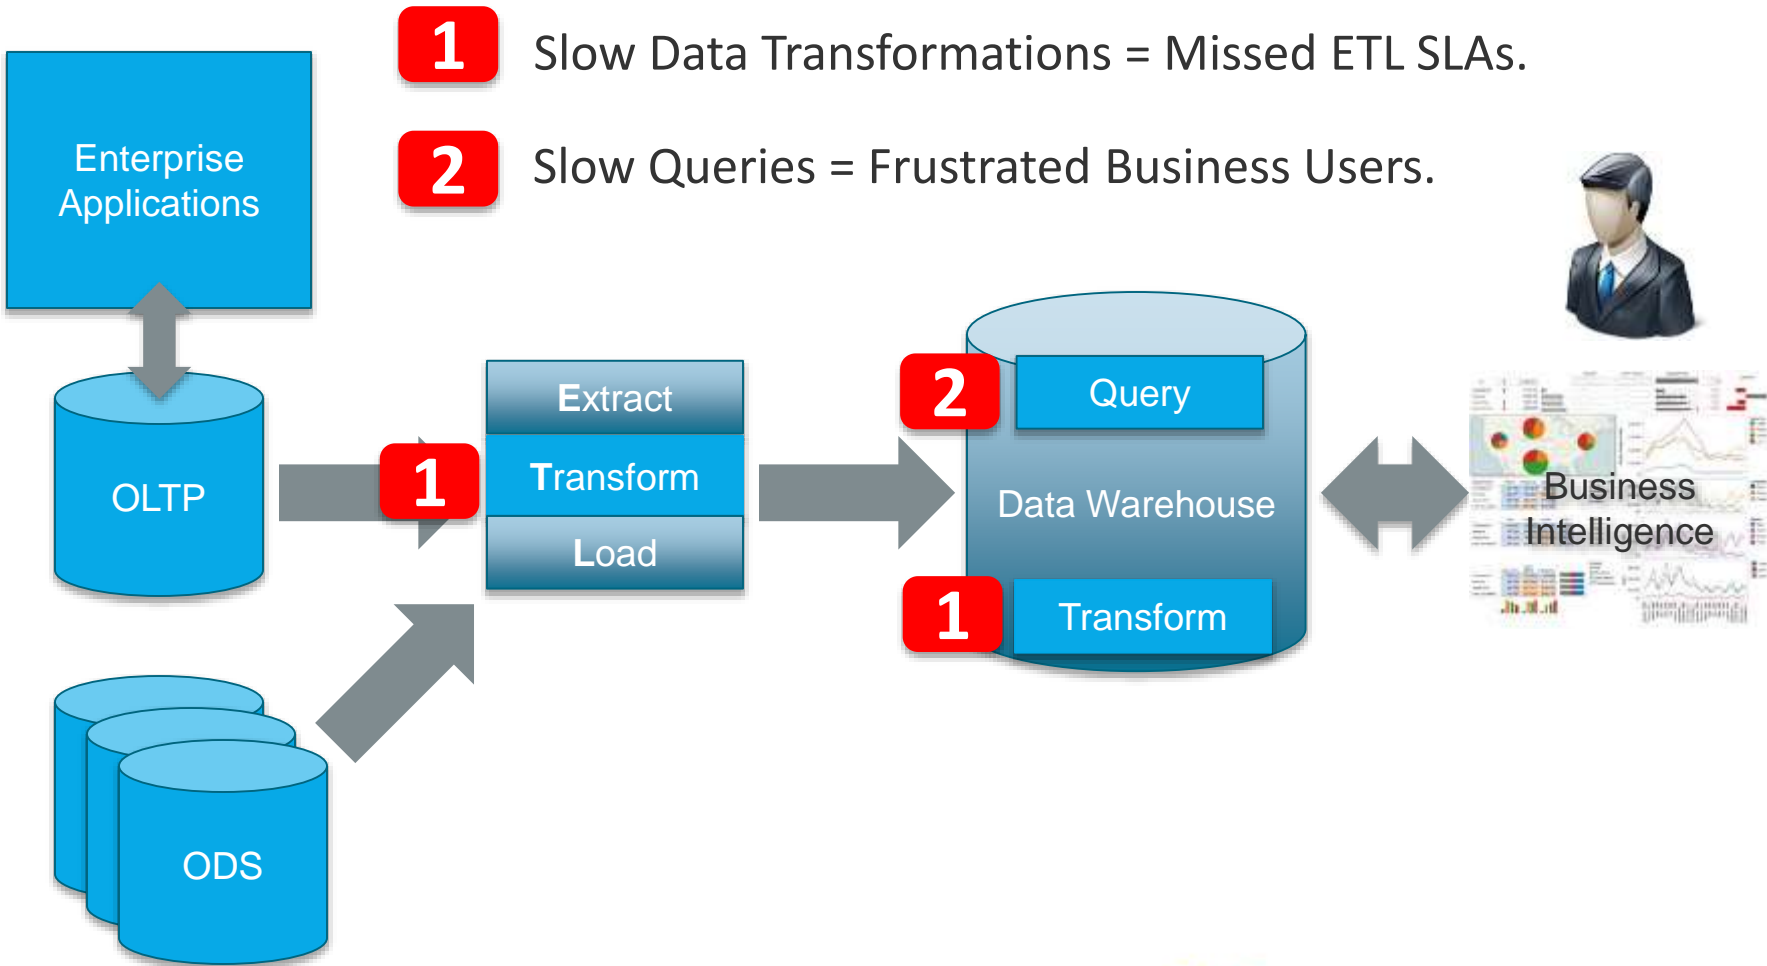 1 Slow Data Transformations = Missed ETL SLAs.
2 Slow Queries = Frustrated Business Users.
Enterprise
Applications
OLTP
ODS
1
Extract
Transform
Load
2
Query
Data Warehouse
1
Transform
Business
Intelligence